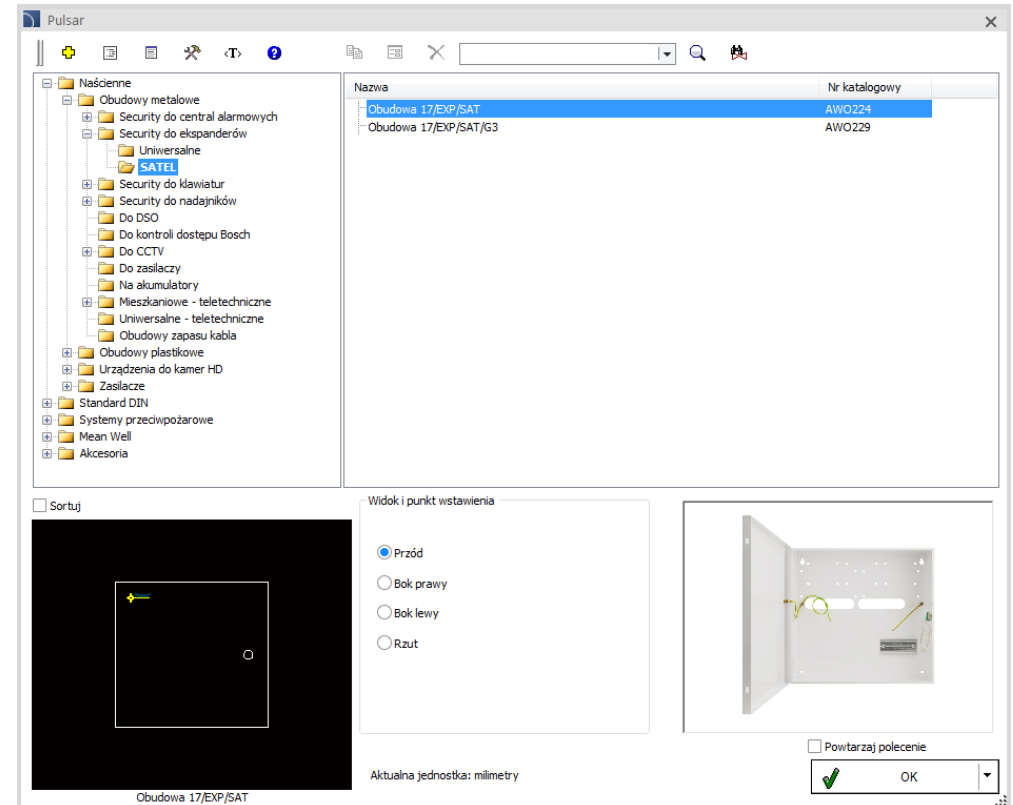 Pulsar
<T>
Naścienne
Obudowy metalowe
Security do central alarmowych
Security do ekspanderów
Uniwersalne
SATEL
Security do klawiatur
Security do nadajników
Do DSO
Do kontroli dostępu Bosch
Do CCTV
Do zasilaczy
Na akumulatory
Mieszkaniowe - teletechniczne
Uniwersalne - teletechniczne
Obudowy zapasu kabla
Obudowy plastikowe
Urządzenia do kamer HD
Zasilacze
Standard DIN
Systemy przeciwpożarowe
Mean Well
Akcesoria
Nazwa Nr katalogowy
Obudowa 17/EXP/SAT AWO224
Obudowa 17/EXP/SAT/G3 AWO229
Sortuj
Obudowa 17/EXP/SAT
Widok i punkt wstawienia
Przód
Bok prawy
Bok lewy
Rzut
Aktualna jednostka: milimetry
Powtarzaj polecenie
OK